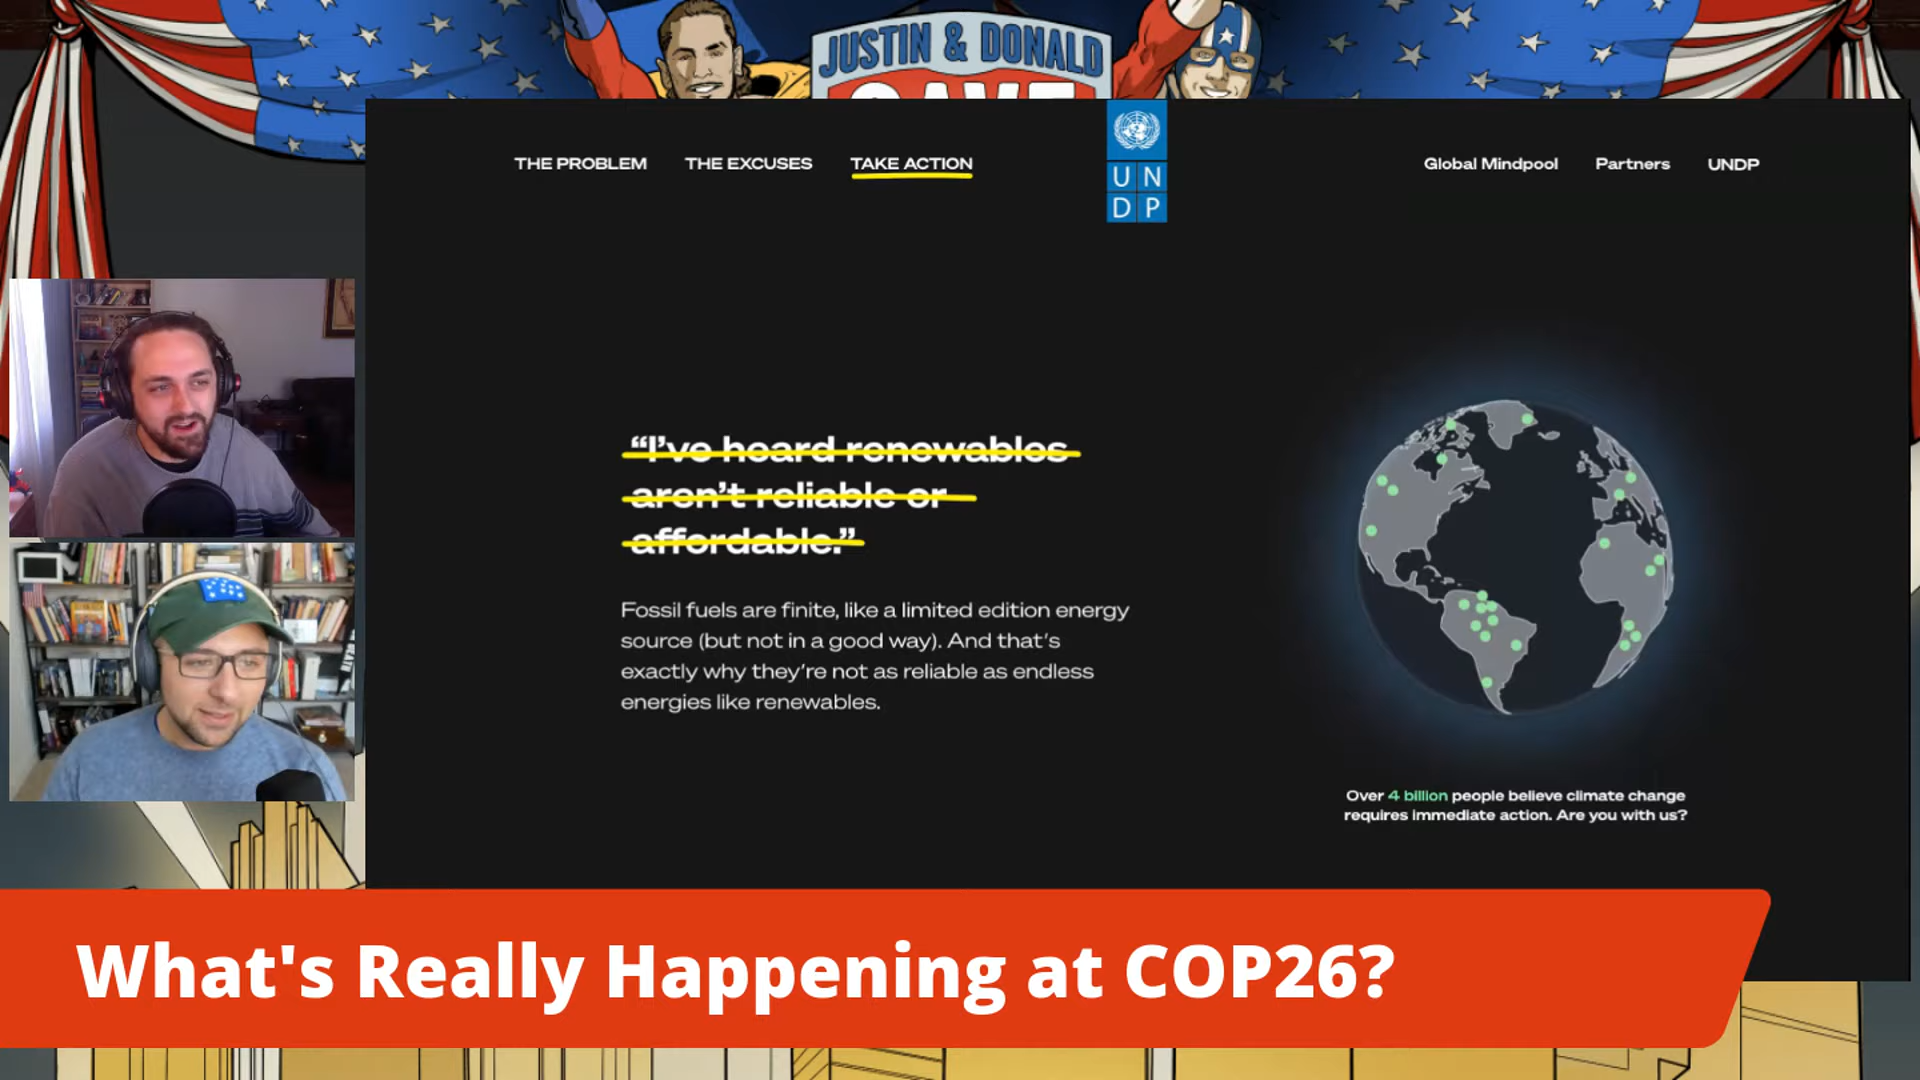 JUSTIN & DONALD
SAVE
THE PROBLEM
THE EXCUSES
TAKE ACTION
U N
D P
Global Mindpool
Partners
UNDP
“I’ve heard renewables
aren’t reliable or
affordable.”
Fossil fuels are finite, like a limited edition energy
source (but not in a good way). And that’s
exactly why they’re not as reliable as endless
energies like renewables.
Over 4 billion people believe climate change
requires immediate action. Are you with us?
What's Really Happening at COP26?